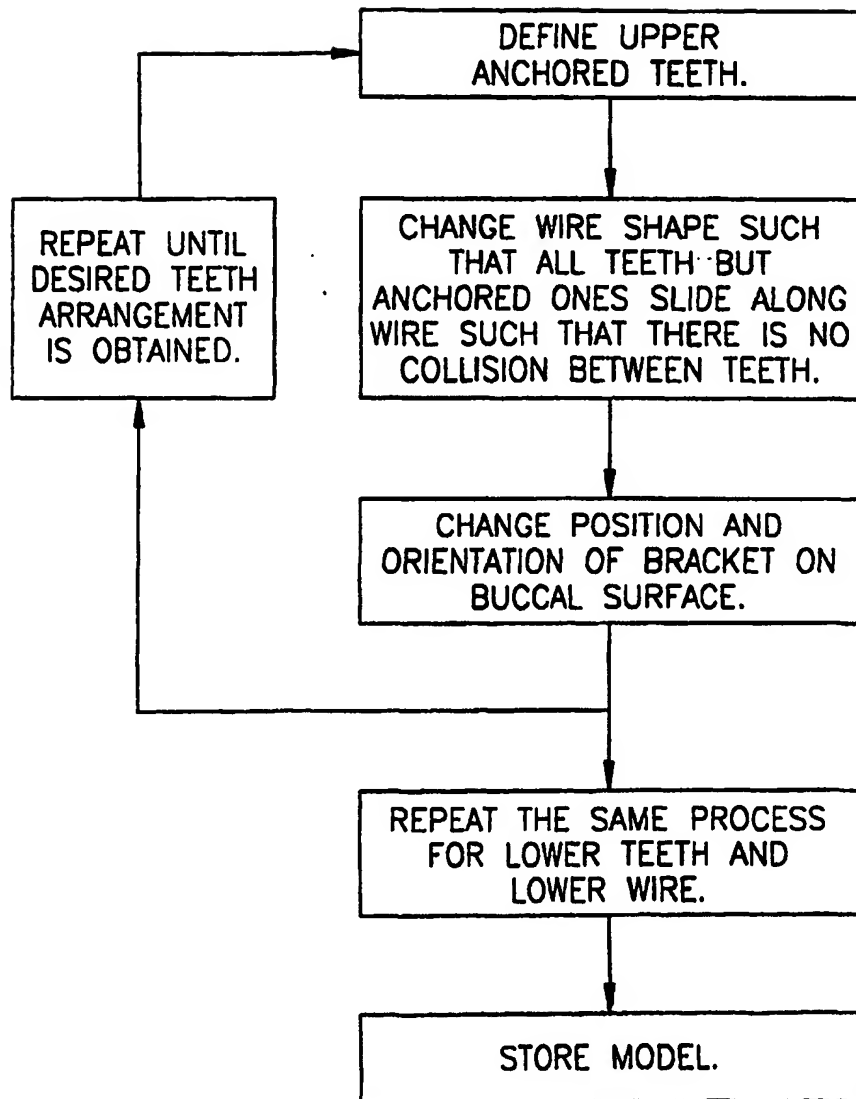 DEFINE UPPER
ANCHORED TEETH.
REPEAT UNTIL
DESIRED TEETH
ARRANGEMENT
IS OBTAINED.
CHANGE WIRE SHAPE SUCH
THAT ALL TEETH BUT
ANCHORED ONES SLIDE ALONG
WIRE SUCH THAT THERE IS NO
COLLISION BETWEEN TEETH.
CHANGE POSITION AND
ORIENTATION OF BRACKET ON
BUCCAL SURFACE.
REPEAT THE SAME PROCESS
FOR LOWER TEETH AND
LOWER WIRE.
STORE MODEL.